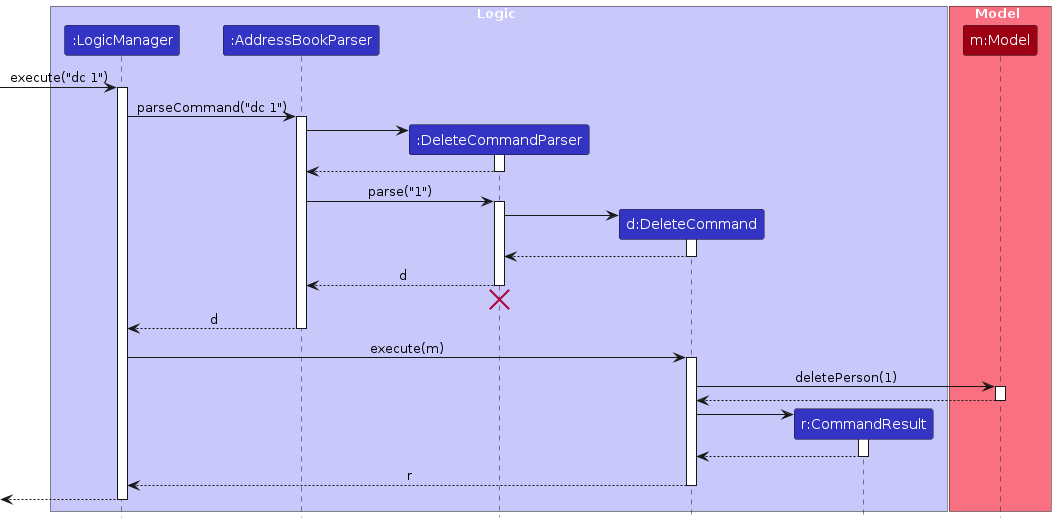 Logic
Model
:LogicManager
:AddressBookParser
m:Model
execute("dc 1")
parseCommand("dc 1")
:DeleteCommandParser
parse("1")
d:DeleteCommand
d
d
execute(m)
deletePerson(1)
r:CommandResult
r